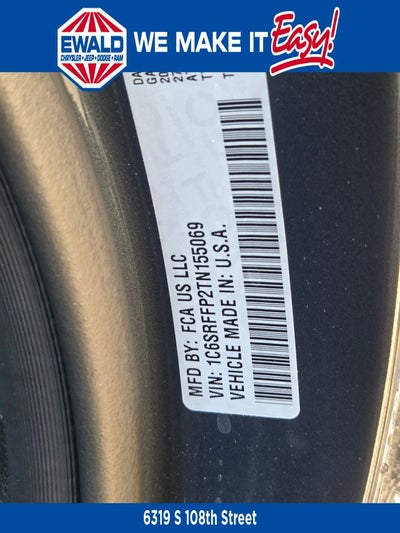 EWALD
CHRYSLER • JEEP • DODGE • RAM
WE MAKE IT Easy!
MFD BY: FCA US LLC
VIN: 1C6SRFFP2TN155069
VEHICLE MADE IN: U.S.A.
6319 S 108th Street